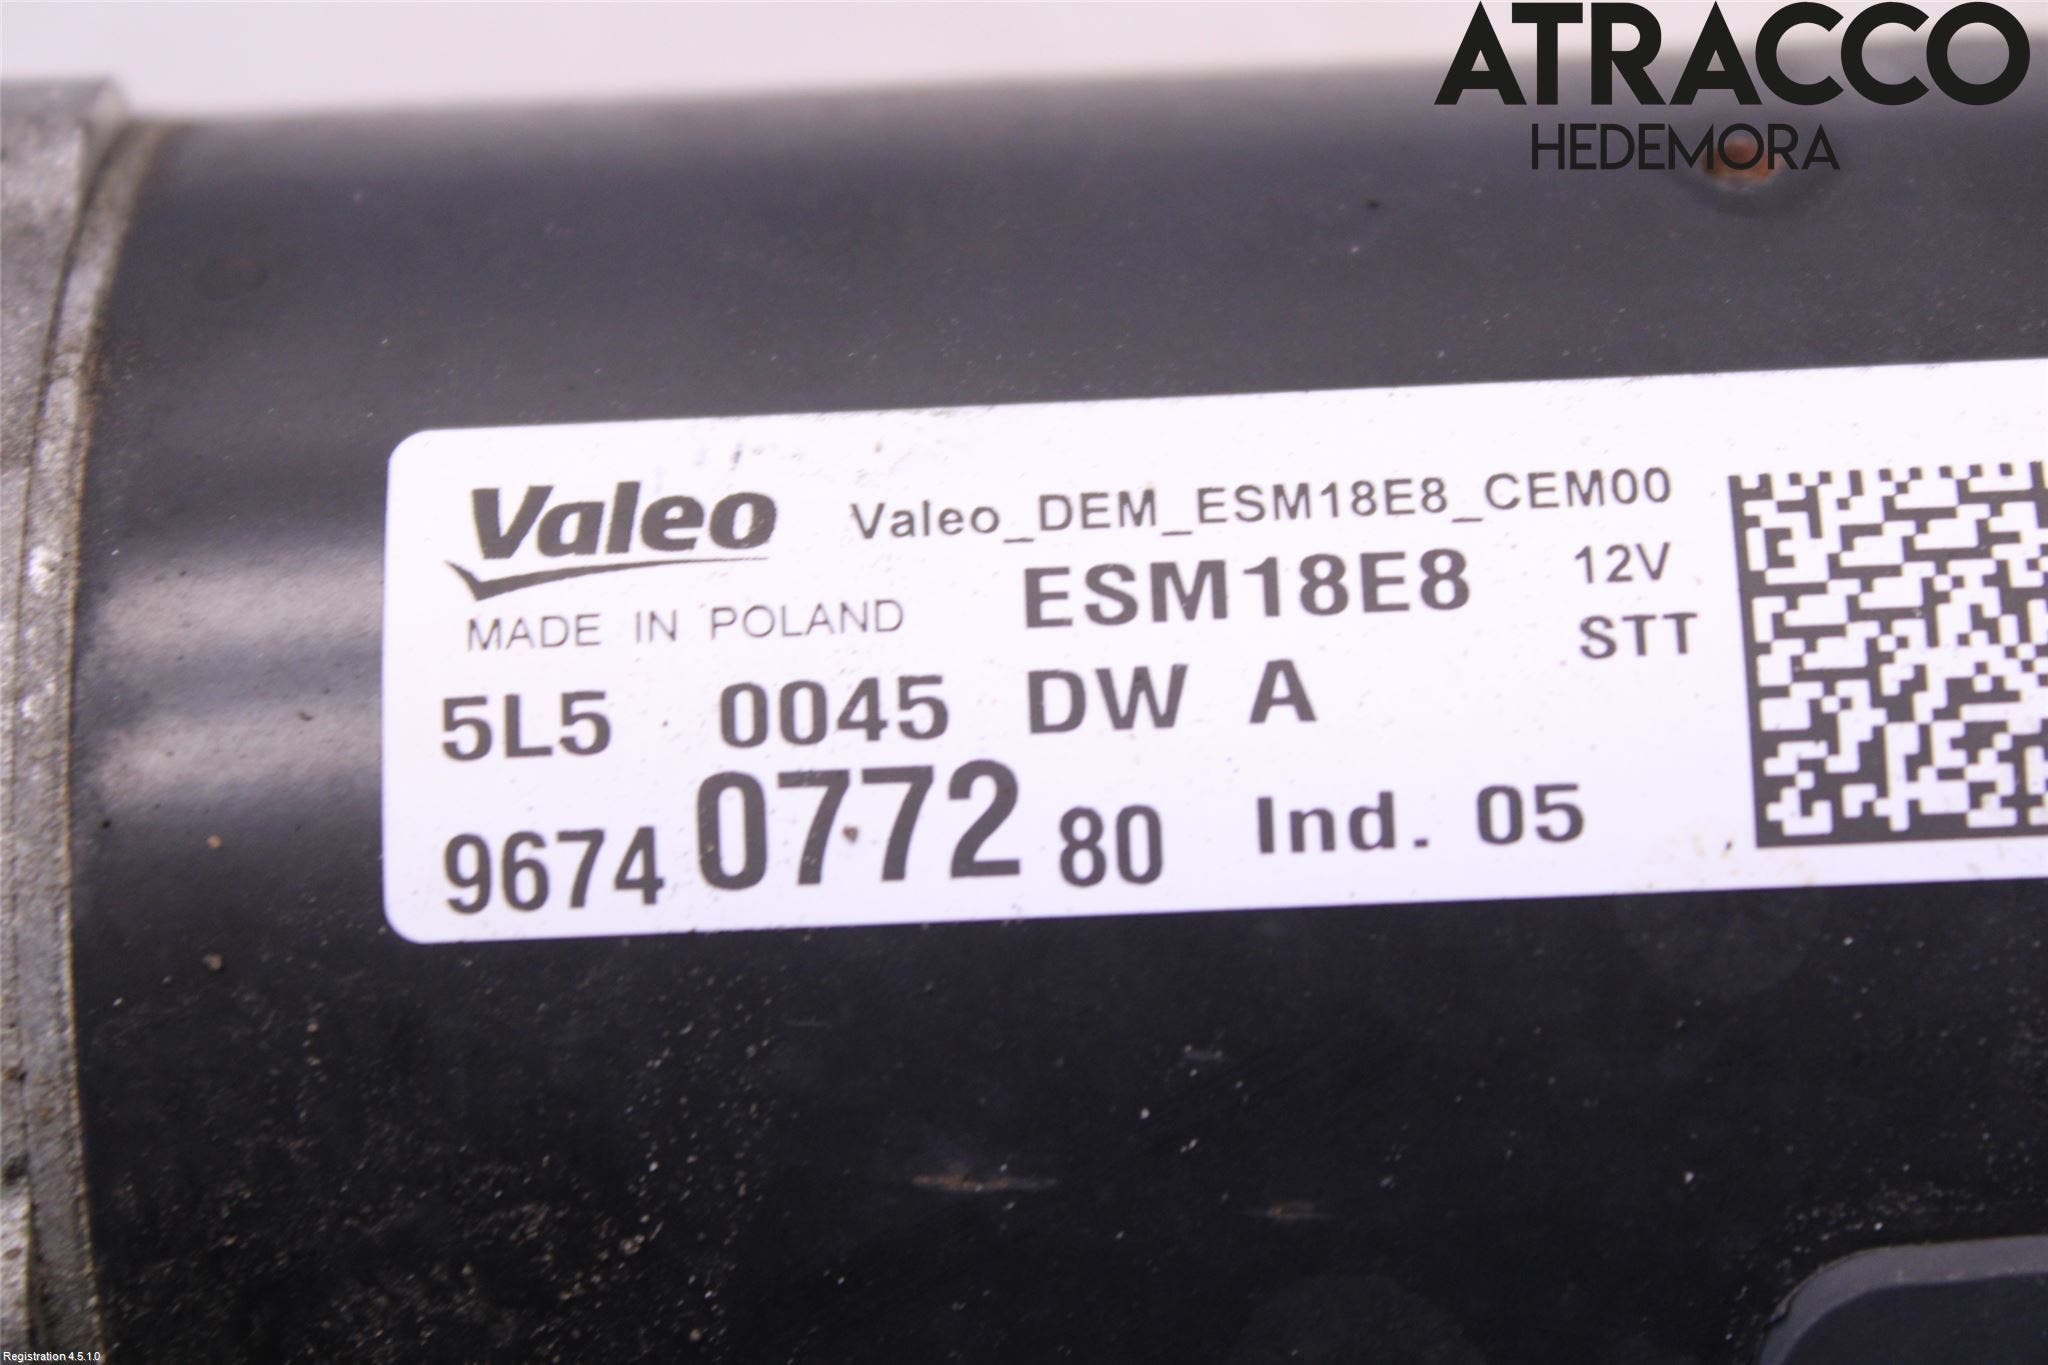 ATRACCO
HEDEMORA
Valeo Valeo_DEM_ESM18E8_CEM00
MADE IN POLAND ESM18E8 12V
STT
5L5 0045 DW A
9674 0772 80 Ind. 05
Registration 4.5.1.0